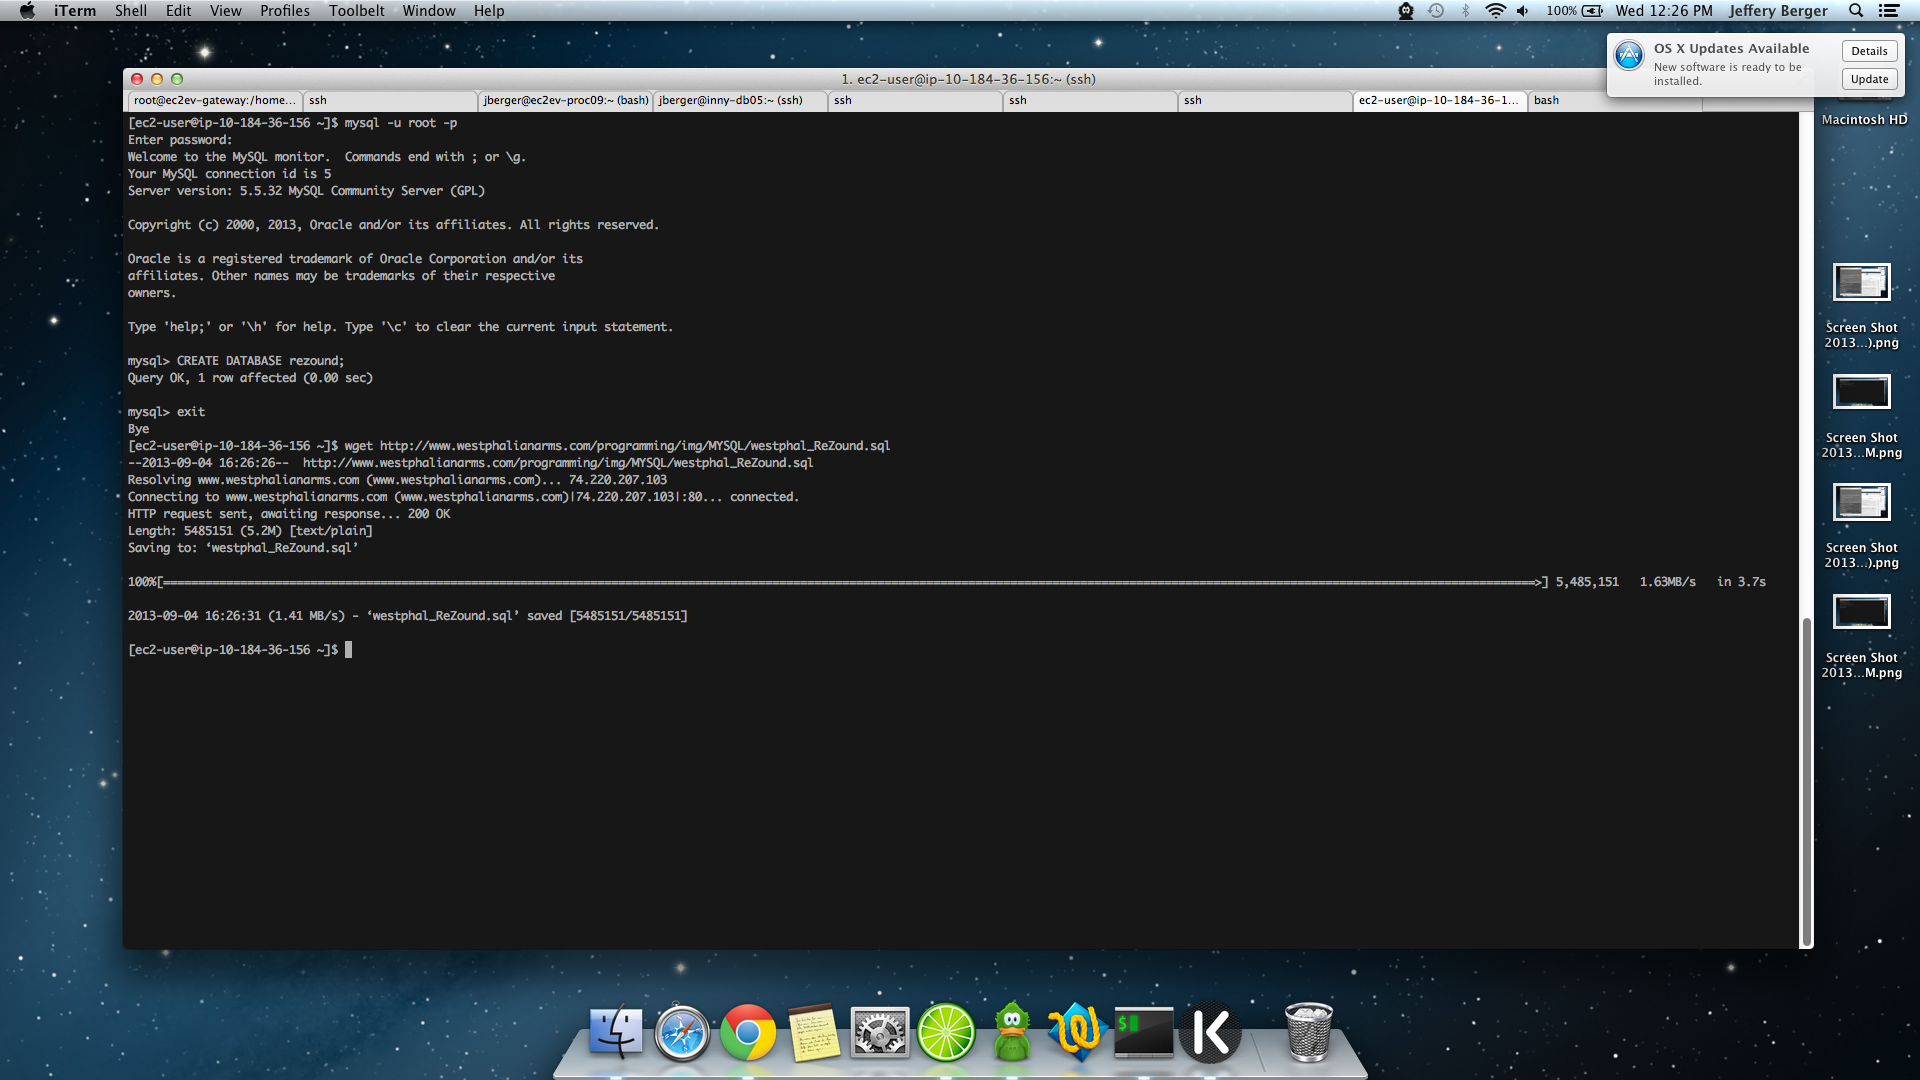 iTerm Shell Edit View Profiles Toolbelt Window Help 100% Wed 12:26 PM Jeffery Berger
OS X Updates Available
New software is ready to be
installed.
Details
Update
1. ec2-user@ip-10-184-36-156:~ (ssh)
root@ec2ev-gateway:/home... ssh jberger@ec2ev-proc09:~ (bash) jberger@inny-db05:~ (ssh) ssh ssh ssh ec2-user@ip-10-184-36-1... bash
[ec2-user@ip-10-184-36-156 ~]$ mysql -u root -p
Enter password:
Welcome to the MySQL monitor.  Commands end with ; or \g.
Your MySQL connection id is 5
Server version: 5.5.32 MySQL Community Server (GPL)
Copyright (c) 2000, 2013, Oracle and/or its affiliates. All rights reserved.
Oracle is a registered trademark of Oracle Corporation and/or its
affiliates. Other names may be trademarks of their respective
owners.
Type 'help;' or '\h' for help. Type '\c' to clear the current input statement.
mysql> CREATE DATABASE rezound;
Query OK, 1 row affected (0.00 sec)
mysql> exit
Bye
[ec2-user@ip-10-184-36-156 ~]$ wget http://www.westphalianarms.com/programming/img/MYSQL/westphal_ReZound.sql
--2013-09-04 16:26:26--  http://www.westphalianarms.com/programming/img/MYSQL/westphal_ReZound.sql
Resolving www.westphalianarms.com (www.westphalianarms.com)... 74.220.207.103
Connecting to www.westphalianarms.com (www.westphalianarms.com)|74.220.207.103|:80... connected.
HTTP request sent, awaiting response... 200 OK
Length: 5485151 (5.2M) [text/plain]
Saving to: ‘westphal_ReZound.sql’
100%[======================================>] 5,485,151   1.63MB/s   in 3.7s
2013-09-04 16:26:31 (1.41 MB/s) - ‘westphal_ReZound.sql’ saved [5485151/5485151]
[ec2-user@ip-10-184-36-156 ~]$
Macintosh HD
Screen Shot
2013...).png
Screen Shot
2013...M.png
Screen Shot
2013...).png
Screen Shot
2013...M.png
$
K